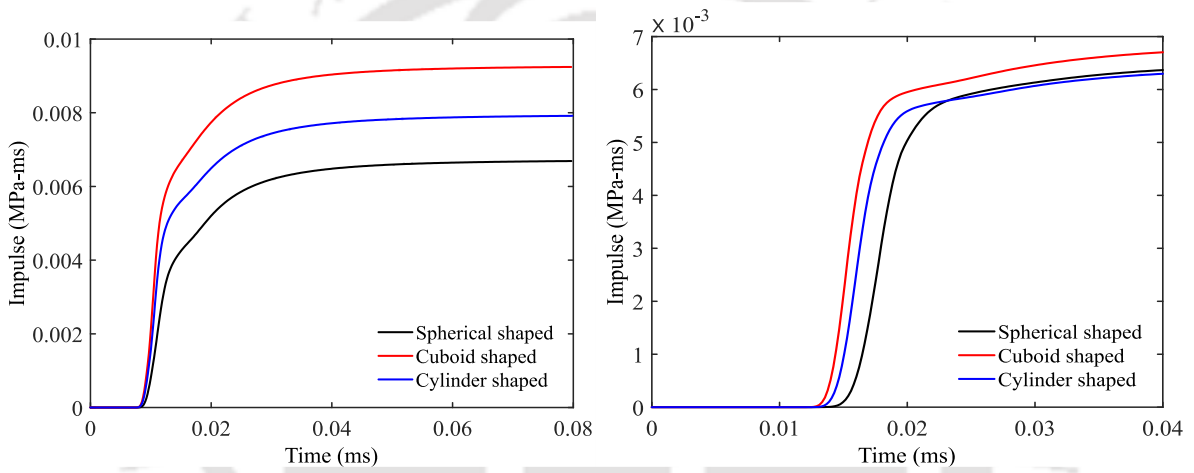 0.01
0.008
0.006
0.004
0.002
0
Impulse (MPa-ms)
Spherical shaped
Cuboid shaped
Cylinder shaped
0 0.02 0.04 0.06 0.08
Time (ms)
× 10⁻³
7
6
5
4
3
2
1
0
Impulse (MPa-ms)
Spherical shaped
Cuboid shaped
Cylinder shaped
0 0.01 0.02 0.03 0.04
Time (ms)